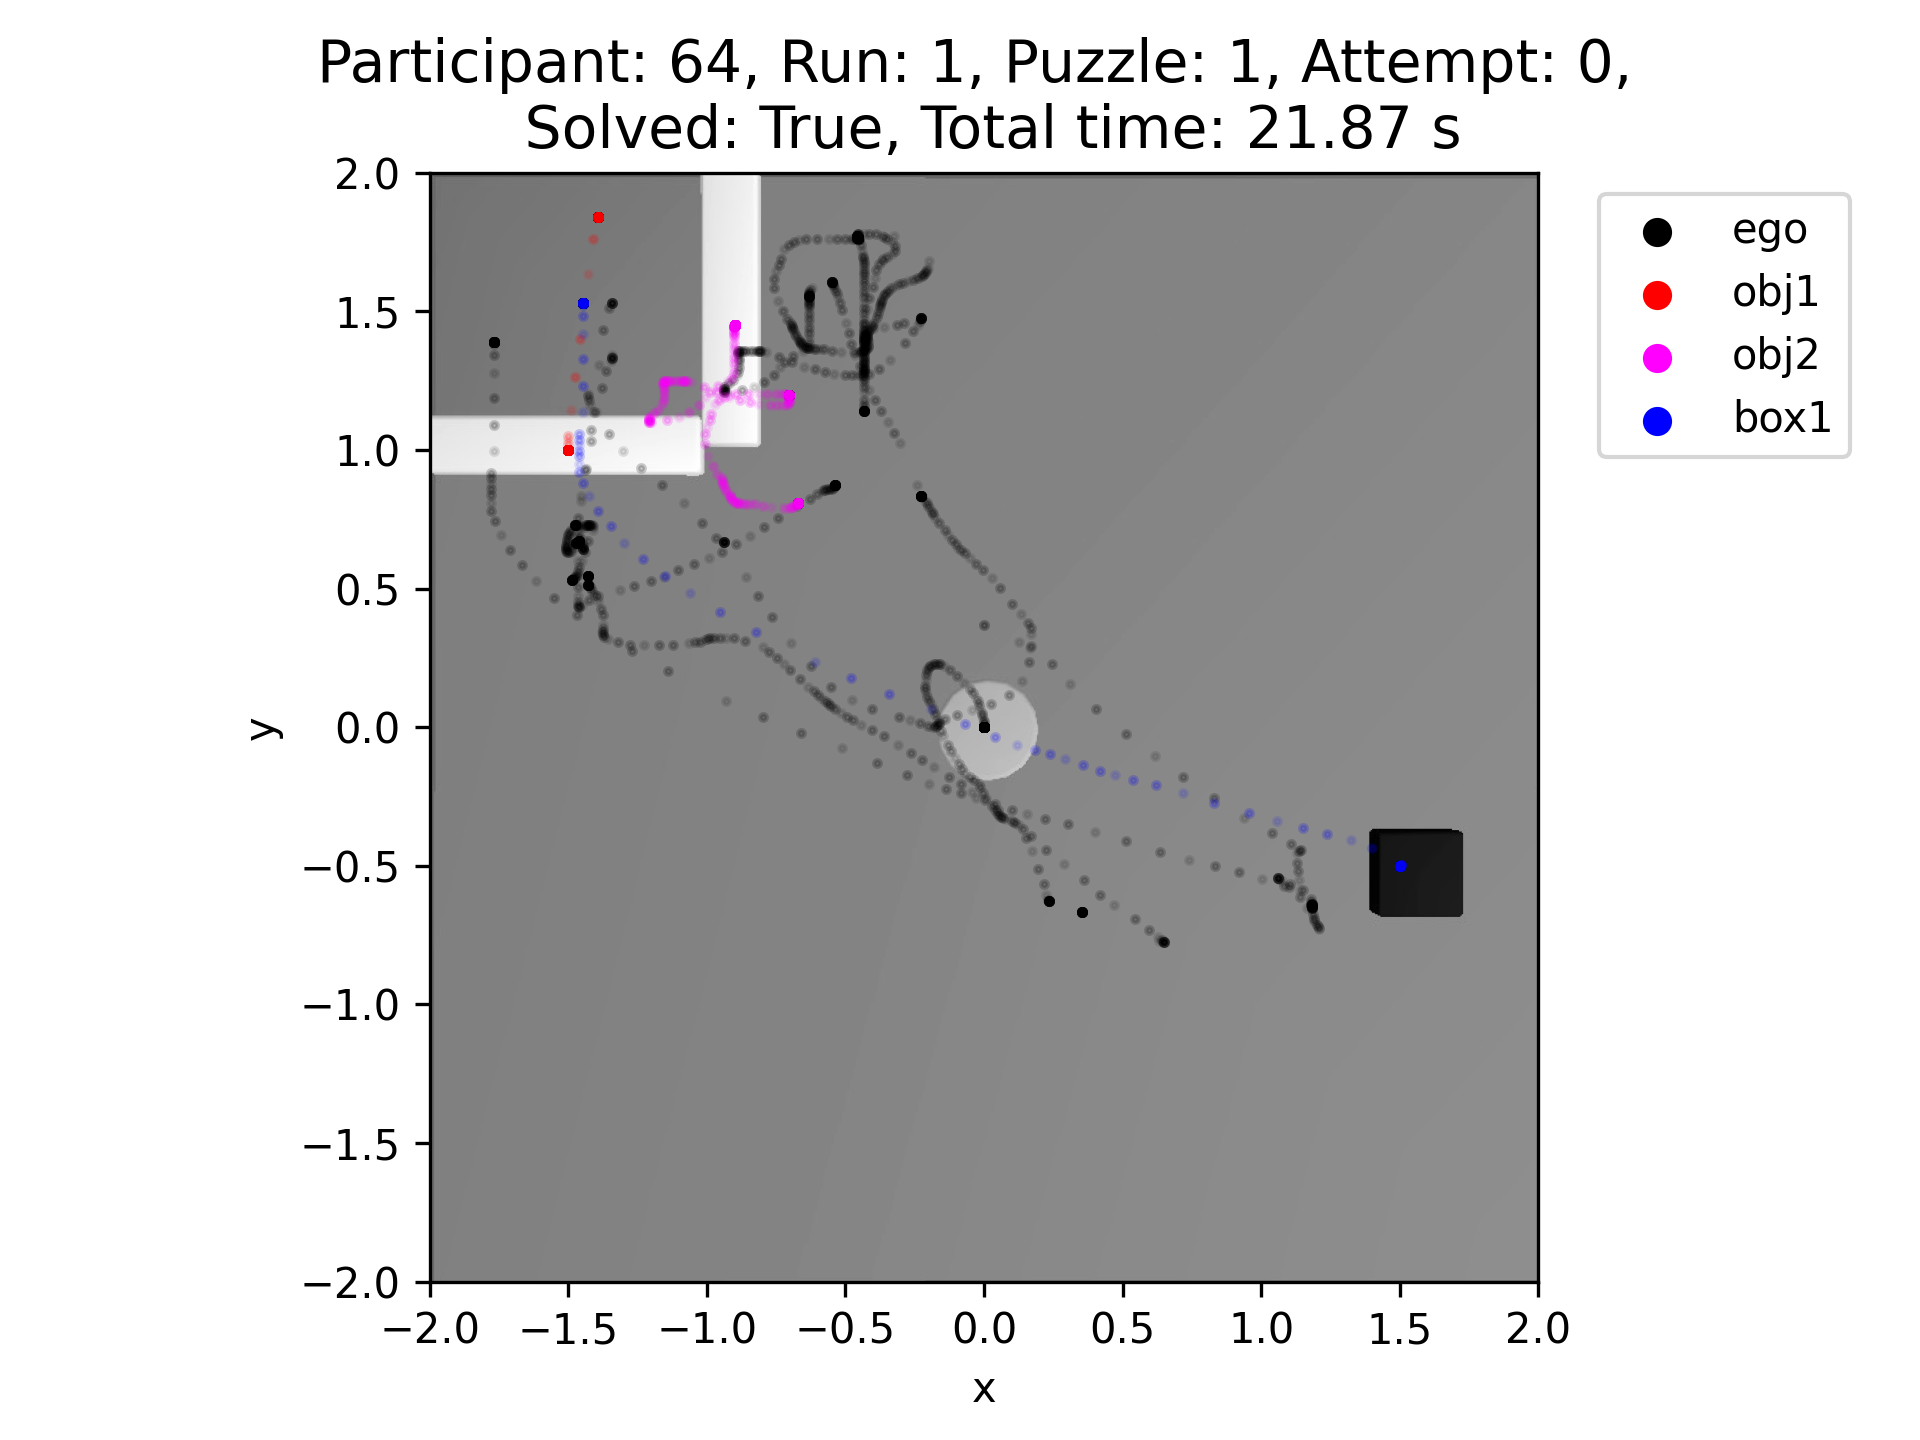 Participant: 64, Run: 1, Puzzle: 1, Attempt: 0,
Solved: True, Total time: 21.87 s
ego
obj1
obj2
box1
2.0
1.5
1.0
0.5
0.0
−0.5
−1.0
−1.5
−2.0
y
−2.0 −1.5 −1.0 −0.5 0.0 0.5 1.0 1.5 2.0
x